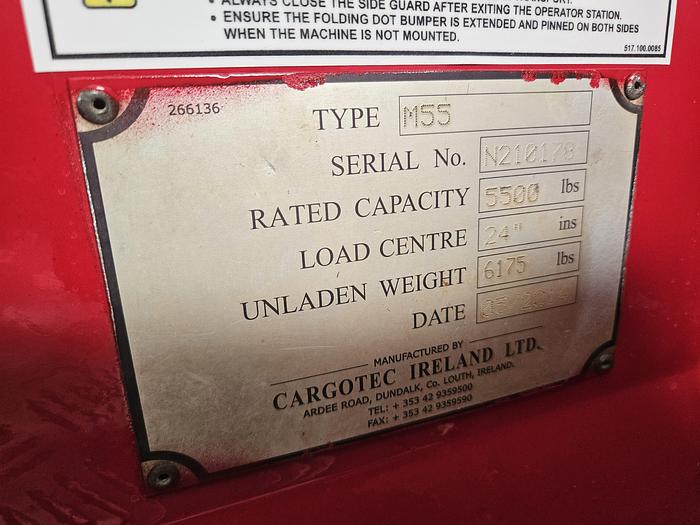 • ALWAYS CLOSE THE SIDE GUARD AFTER EXITING THE OPERATOR STATION.
• ENSURE THE FOLDING DOT BUMPER IS EXTENDED AND PINNED ON BOTH SIDES
WHEN THE MACHINE IS NOT MOUNTED.
517.100.0085
266136
TYPE M55
SERIAL No. N210178
RATED CAPACITY 5500 lbs
LOAD CENTRE 24" ins
UNLADEN WEIGHT 6175 lbs
DATE
MANUFACTURED BY
CARGOTEC IRELAND LTD.
ARDEE ROAD, DUNDALK, Co. LOUTH, IRELAND.
TEL: + 353 42 9359500
FAX: + 353 42 9359590